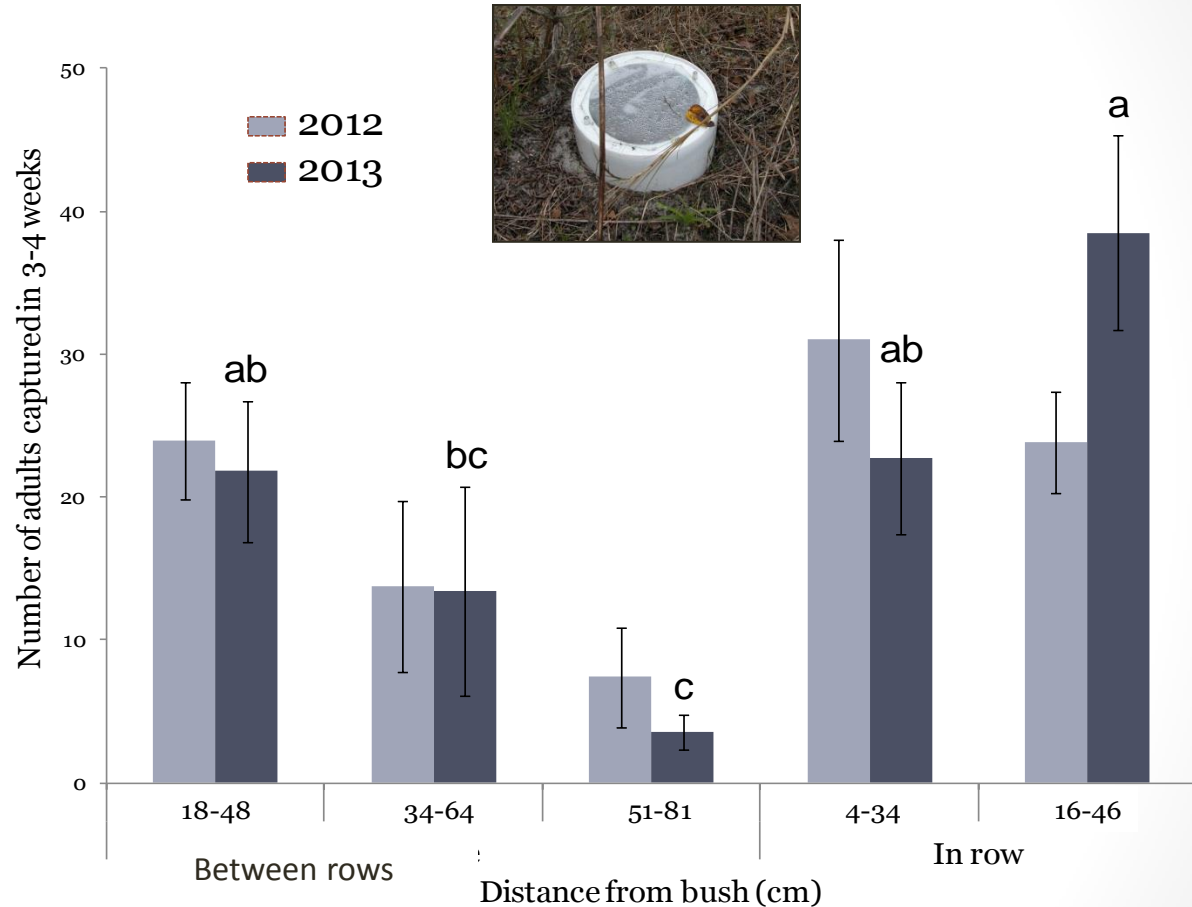 50
40
30
20
10
0
Number of adults captured in 3-4 weeks
2012
2013
ab
bc
c
ab
a
18-48 34-64 51-81 4-34 16-46
Between rows In row
Distance from bush (cm)